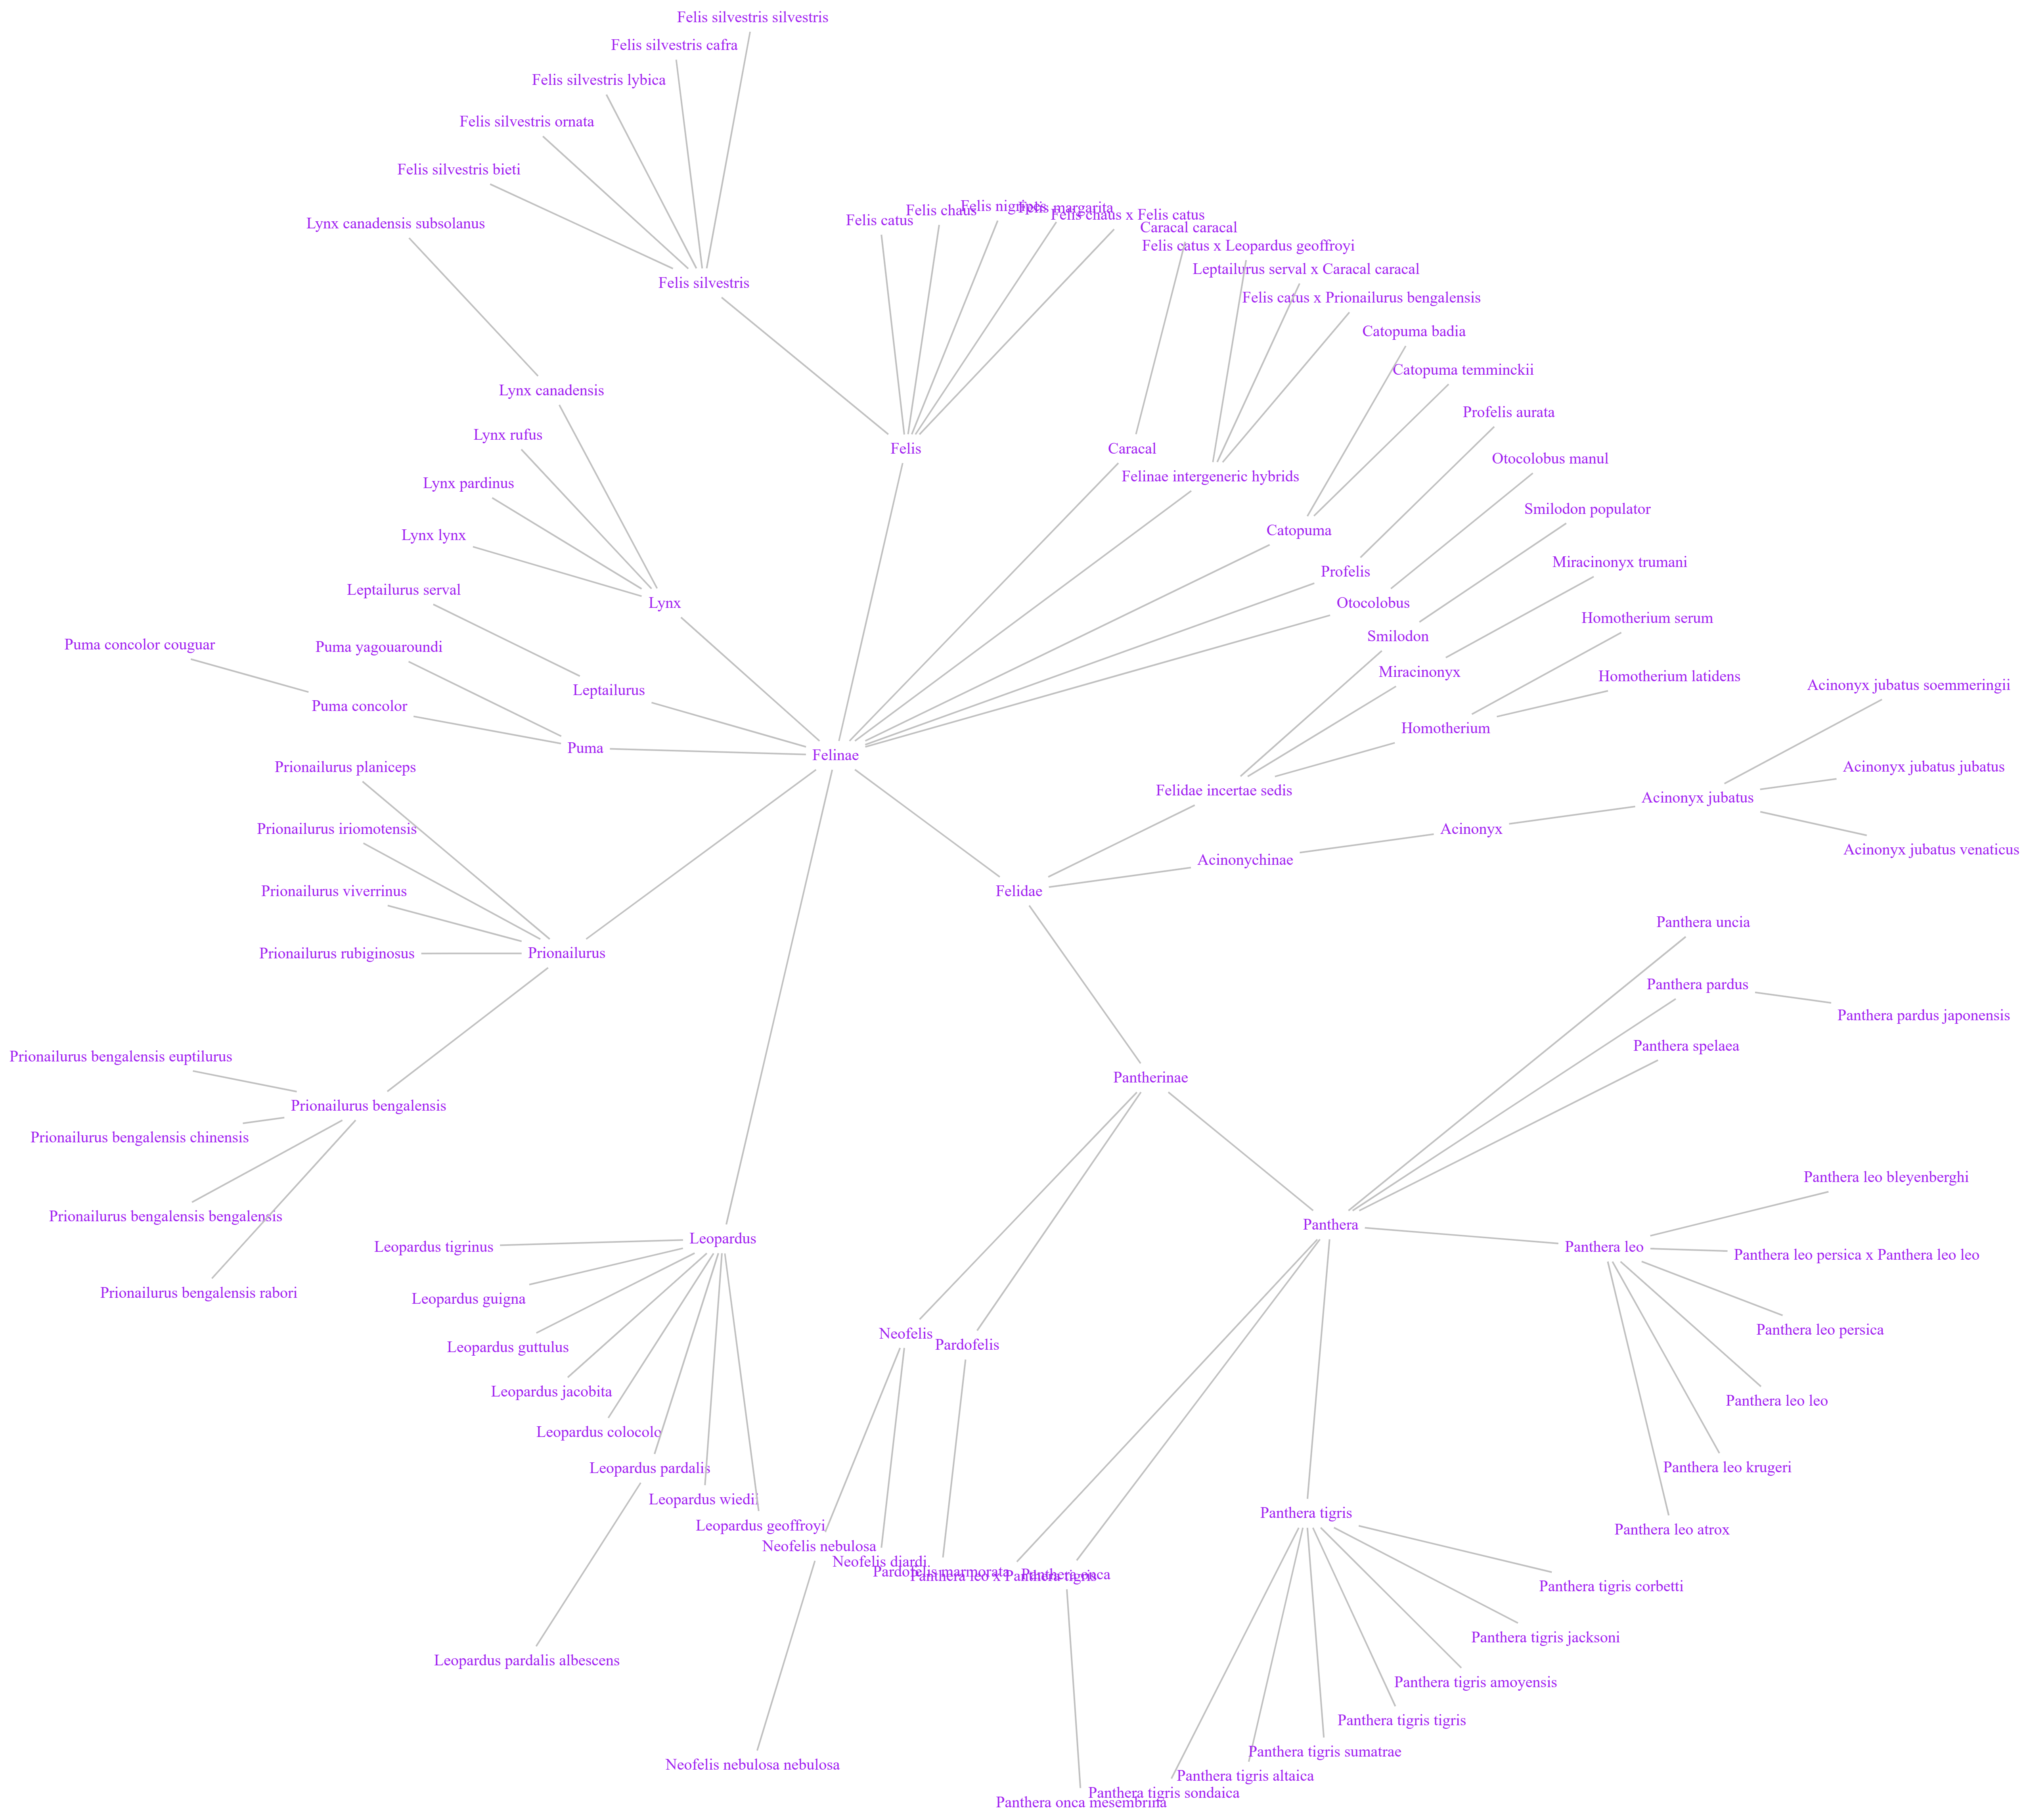 Felis silvestris silvestris
Felis silvestris cafra
Felis silvestris lybica
Felis silvestris ornata
Felis silvestris bieti
Lynx canadensis subsolanus
Felis catus
Felis chaus
Felis nigripes
Felis margarita
Felis chaus x Felis catus
Caracal caracal
Felis catus x Leopardus geoffroyi
Leptailurus serval x Caracal caracal
Felis silvestris
Felis catus x Prionailurus bengalensis
Catopuma badia
Catopuma temminckii
Lynx canadensis
Profelis aurata
Lynx rufus
Felis
Caracal
Otocolobus manul
Felinae intergeneric hybrids
Lynx pardinus
Smilodon populator
Catopuma
Lynx lynx
Miracinonyx trumani
Profelis
Leptailurus serval
Lynx
Otocolobus
Homotherium serum
Smilodon
Puma concolor couguar
Puma yagouaroundi
Miracinonyx
Homotherium latidens
Acinonyx jubatus soemmeringii
Leptailurus
Puma concolor
Homotherium
Puma
Felinae
Prionailurus planiceps
Acinonyx jubatus jubatus
Felidae incertae sedis
Acinonyx jubatus
Prionailurus iriomotensis
Acinonyx
Acinonyx jubatus venaticus
Acinonychinae
Prionailurus viverrinus
Felidae
Panthera uncia
Prionailurus rubiginosus
Prionailurus
Panthera pardus
Panthera pardus japonensis
Panthera spelaea
Prionailurus bengalensis euptilurus
Pantherinae
Prionailurus bengalensis
Prionailurus bengalensis chinensis
Panthera leo bleyenberghi
Prionailurus bengalensis bengalensis
Panthera
Leopardus
Leopardus tigrinus
Panthera leo
Panthera leo persica x Panthera leo leo
Prionailurus bengalensis rabori
Leopardus guigna
Panthera leo persica
Neofelis
Pardofelis
Leopardus guttulus
Leopardus jacobita
Panthera leo leo
Leopardus colocolo
Leopardus pardalis
Panthera leo krugeri
Leopardus wiedii
Panthera tigris
Leopardus geoffroyi
Panthera leo atrox
Neofelis nebulosa
Neofelis diardi
Pardofelis marmorata
Panthera leo x Panthera tigris
Panthera onca
Panthera tigris corbetti
Panthera tigris jacksoni
Leopardus pardalis albescens
Panthera tigris amoyensis
Panthera tigris tigris
Panthera tigris sumatrae
Neofelis nebulosa nebulosa
Panthera tigris altaica
Panthera tigris sondaica
Panthera onca mesembrina